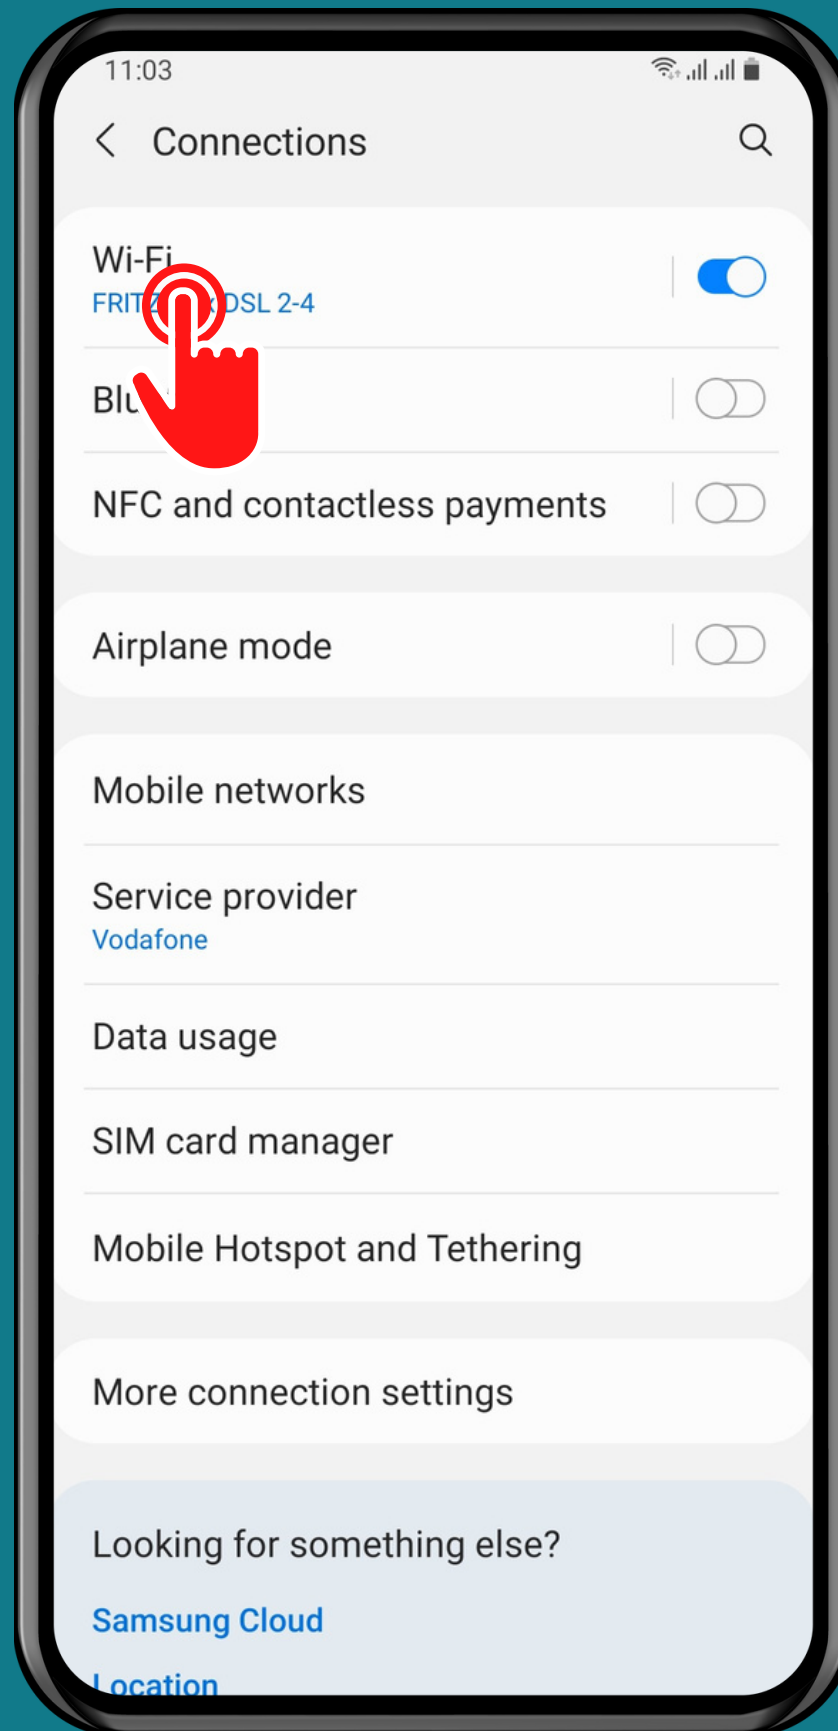 11:03
Connections
Wi-Fi
DSL 2-4
NFC and contactless payments
Airplane mode
Mobile networks
Service provider
Vodafone
Data usage
SIM card manager
Mobile Hotspot and Tethering
More connection settings
Looking for something else?
Samsung Cloud
Location